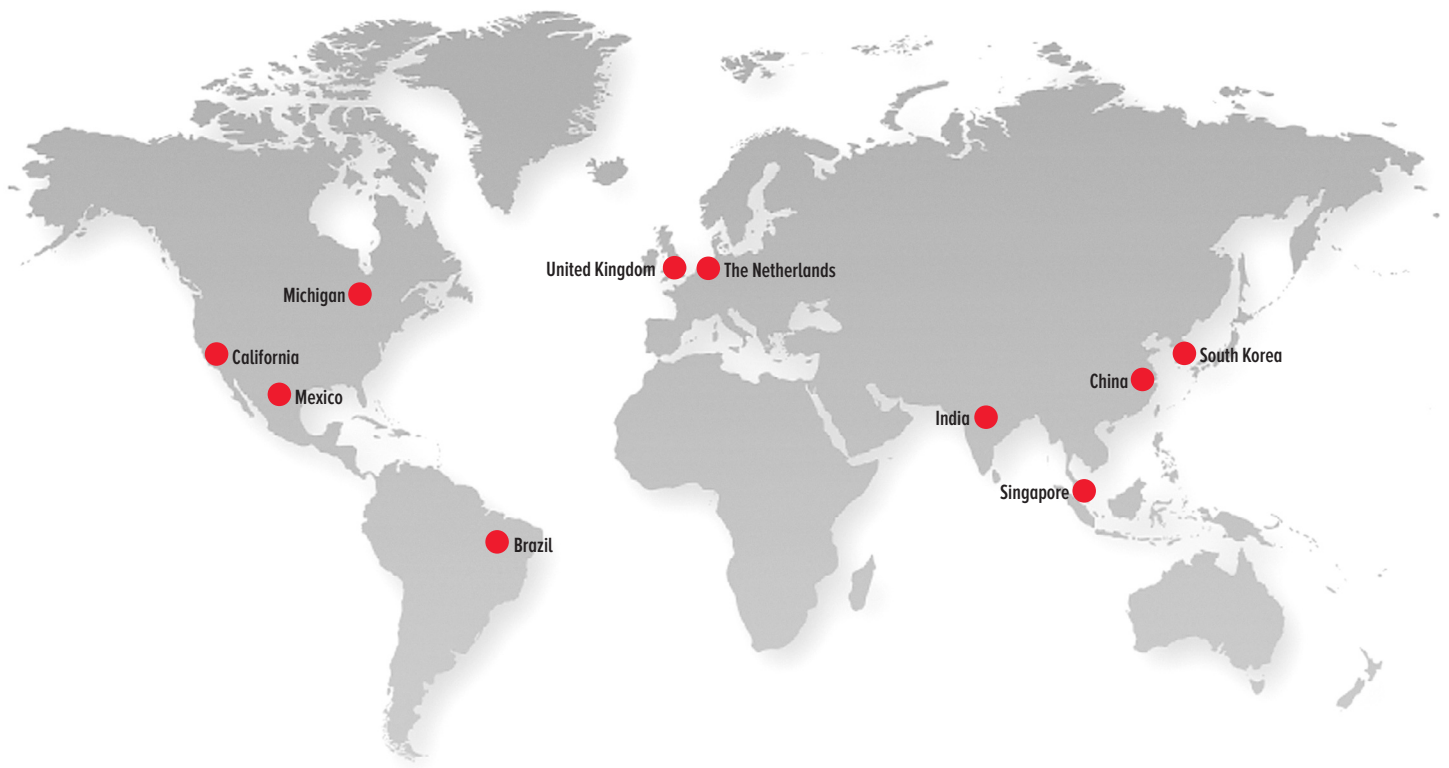 United Kingdom
The Netherlands
Michigan
California
South Korea
China
Mexico
India
Singapore
Brazil